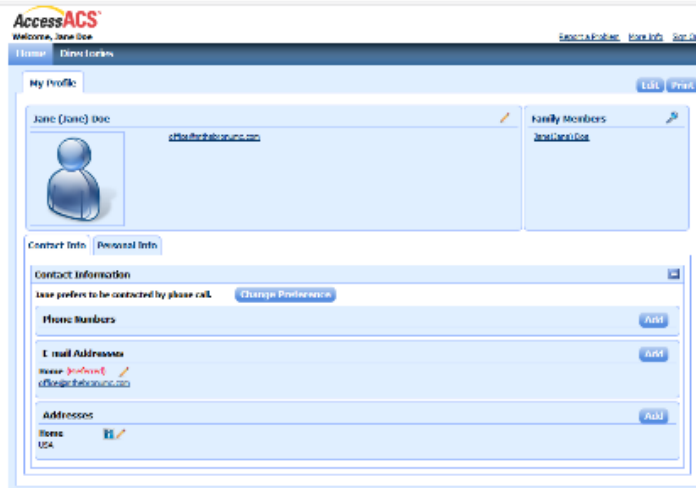 AccessACS
Welcome, Jane Doe
Report a Problem More Info Sign
Home Directories
My Profile
Edit Print
Jane (Jane) Doe
Family Members
Jane(Jane) Doe
Contact Info Personal Info
Contact Information
Jane prefers to be contacted by phone call. Change Preference
Phone Numbers Add
E-mail Addresses Add
Home (Preferred)
Addresses Add
Home
USA